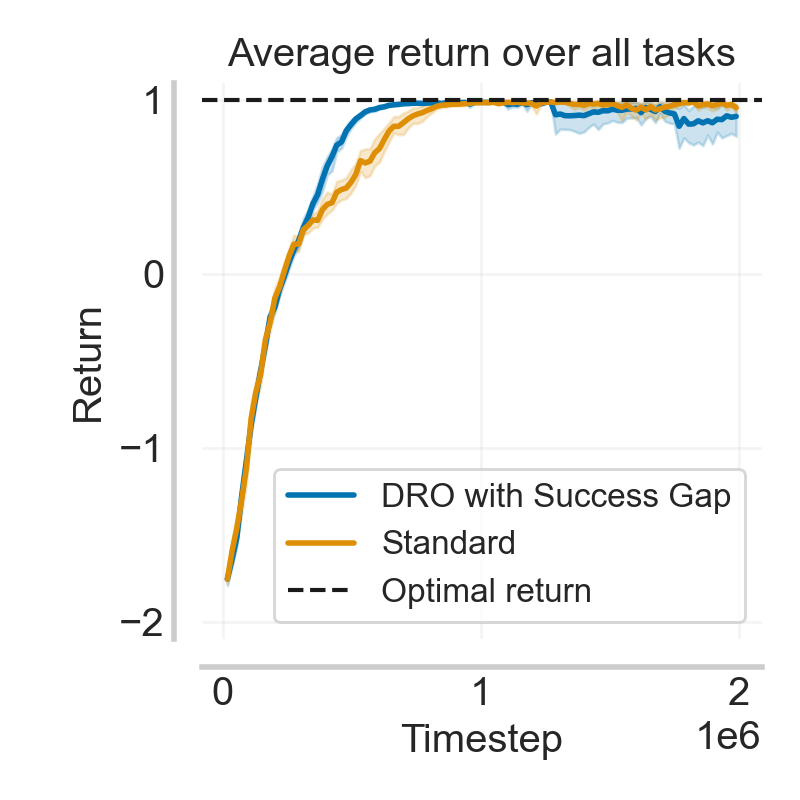 Average return over all tasks
1
0
−1
−2
Return
DRO with Success Gap
Standard
Optimal return
0 1 2
Timestep
1e6